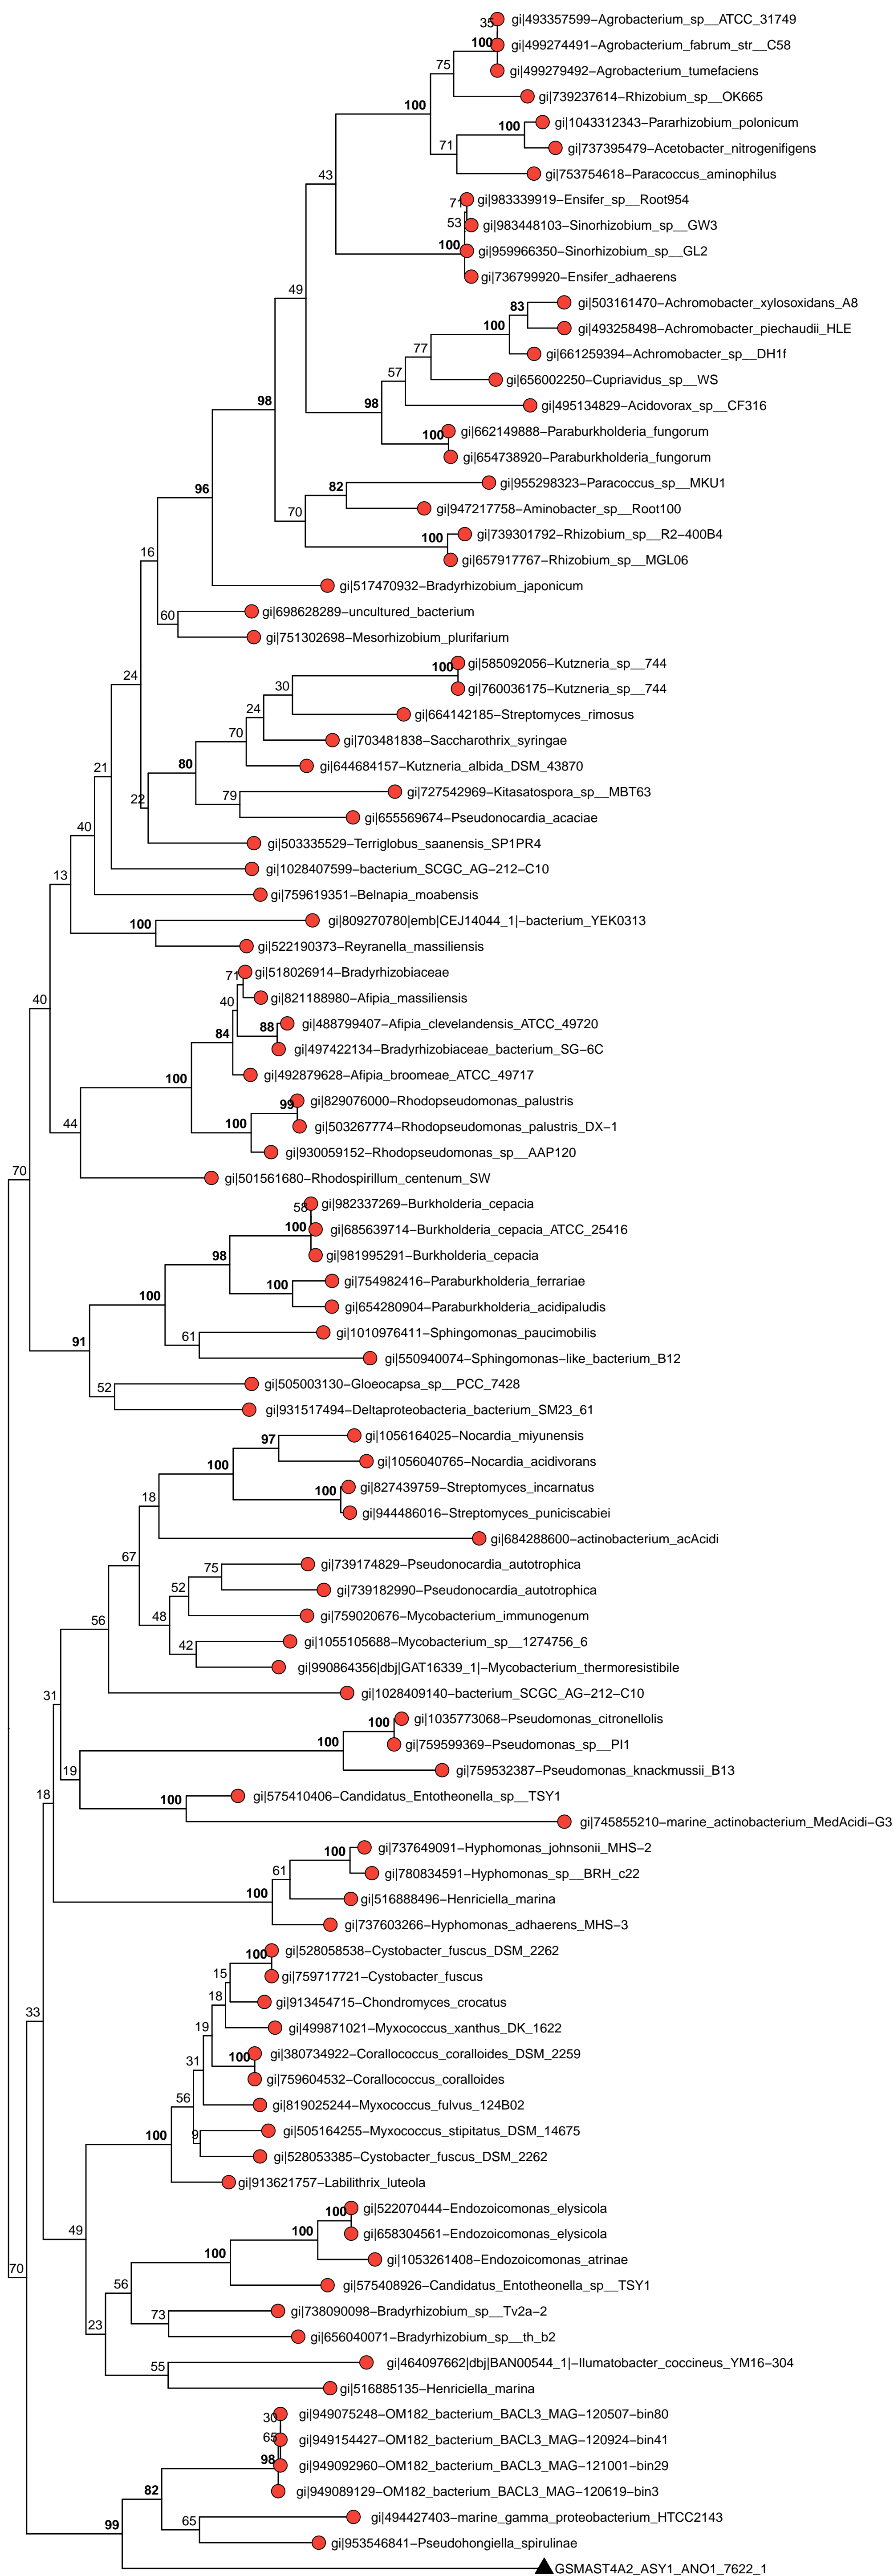 35
gi|493357599–Agrobacterium_sp__ATCC_31749
100
gi|499274491–Agrobacterium_fabrum_str__C58
75
gi|499279492–Agrobacterium_tumefaciens
gi|739237614–Rhizobium_sp__OK665
100
100
gi|1043312343–Pararhizobium_polonicum
71
gi|737395479–Acetobacter_nitrogenifigens
gi|753754618–Paracoccus_aminophilus
43
71
gi|983339919–Ensifer_sp__Root954
53
gi|983448103–Sinorhizobium_sp__GW3
100
gi|959966350–Sinorhizobium_sp__GL2
gi|736799920–Ensifer_adhaerens
49
83
gi|503161470–Achromobacter_xylosoxidans_A8
100
gi|493258498–Achromobacter_piechaudii_HLE
77
gi|661259394–Achromobacter_sp__DH1f
57
gi|656002250–Cupriavidus_sp__WS
98
98
gi|495134829–Acidovorax_sp__CF316
100
gi|662149888–Paraburkholderia_fungorum
gi|654738920–Paraburkholderia_fungorum
96
82
gi|955298323–Paracoccus_sp__MKU1
70
gi|947217758–Aminobacter_sp__Root100
100
gi|739301792–Rhizobium_sp__R2-400B4
16
gi|657917767–Rhizobium_sp__MGL06
gi|517470932–Bradyrhizobium_japonicum
60
gi|698628289–uncultured_bacterium
gi|751302698–Mesorhizobium_plurifarium
24
100
gi|585092056–Kutzneria_sp__744
30
gi|760036175–Kutzneria_sp__744
24
gi|664142185–Streptomyces_rimosus
70
gi|703481838–Saccharothrix_syringae
80
gi|644684157–Kutzneria_albida_DSM_43870
21
79
gi|727542969–Kitasatospora_sp__MBT63
22
gi|655569674–Pseudonocardia_acaciae
40
gi|503335529–Terriglobus_saanensis_SP1PR4
13
gi|1028407599–bacterium_SCGC_AG-212-C10
gi|759619351–Belnapia_moabensis
100
gi|809270780|emb|CEJ14044_1|–bacterium_YEK0313
gi|522190373–Reyranella_massiliensis
71
gi|518026914–Bradyrhizobiaceae
40
40
gi|821188980–Afipia_massiliensis
88
gi|488799407–Afipia_clevelandensis_ATCC_49720
84
gi|497422134–Bradyrhizobiaceae_bacterium_SG-6C
100
gi|492879628–Afipia_broomeae_ATCC_49717
99
gi|829076000–Rhodopseudomonas_palustris
44
100
gi|503267774–Rhodopseudomonas_palustris_DX-1
gi|930059152–Rhodopseudomonas_sp__AAP120
70
gi|501561680–Rhodospirillum_centenum_SW
58
gi|982337269–Burkholderia_cepacia
100
gi|685639714–Burkholderia_cepacia_ATCC_25416
98
gi|981995291–Burkholderia_cepacia
100
100
gi|754982416–Paraburkholderia_ferrariae
gi|654280904–Paraburkholderia_acidipaludis
91
61
gi|1010976411–Sphingomonas_paucimobilis
gi|550940074–Sphingomonas-like_bacterium_B12
52
gi|505003130–Gloeocapsa_sp__PCC_7428
gi|931517494–Deltaproteobacteria_bacterium_SM23_61
97
gi|1056164025–Nocardia_miyunensis
100
gi|1056040765–Nocardia_acidivorans
18
100
gi|827439759–Streptomyces_incarnatus
gi|944486016–Streptomyces_puniciscabiei
67
gi|684288600–actinobacterium_acAcidi
75
gi|739174829–Pseudonocardia_autotrophica
52
gi|739182990–Pseudonocardia_autotrophica
56
48
gi|759020676–Mycobacterium_immunogenum
42
gi|1055105688–Mycobacterium_sp__1274756_6
gi|990864356|dbj|GAT16339_1|–Mycobacterium_thermoresistibile
31
gi|1028409140–bacterium_SCGC_AG-212-C10
100
gi|1035773068–Pseudomonas_citronellolis
100
gi|759599369–Pseudomonas_sp__PI1
19
gi|759532387–Pseudomonas_knackmussii_B13
18
100
gi|575410406–Candidatus_Entotheonella_sp__TSY1
gi|745855210–marine_actinobacterium_MedAcidi-G3
100
gi|737649091–Hyphomonas_johnsonii_MHS-2
61
gi|780834591–Hyphomonas_sp__BRH_c22
100
gi|516888496–Henriciella_marina
gi|737603266–Hyphomonas_adhaerens_MHS-3
100
gi|528058538–Cystobacter_fuscus_DSM_2262
15
gi|759717721–Cystobacter_fuscus
33
18
gi|913454715–Chondromyces_crocatus
19
gi|499871021–Myxococcus_xanthus_DK_1622
31
100
gi|380734922–Corallococcus_coralloides_DSM_2259
gi|759604532–Corallococcus_coralloides
56
gi|819025244–Myxococcus_fulvus_124B02
100
9
gi|505164255–Myxococcus_stipitatus_DSM_14675
gi|528053385–Cystobacter_fuscus_DSM_2262
gi|913621757–Labilithrix_luteola
49
100
gi|522070444–Endozoicomonas_elysicola
100
gi|658304561–Endozoicomonas_elysicola
70
100
gi|1053261408–Endozoicomonas_atrinae
56
gi|575408926–Candidatus_Entotheonella_sp__TSY1
23
73
gi|738090098–Bradyrhizobium_sp__Tv2a-2
gi|656040071–Bradyrhizobium_sp__th_b2
55
gi|464097662|dbj|BAN00544_1|–Ilumatobacter_coccineus_YM16-304
gi|516885135–Henriciella_marina
30
gi|949075248–OM182_bacterium_BACL3_MAG–120507-bin80
65
gi|949154427–OM182_bacterium_BACL3_MAG–120924-bin41
98
gi|949092960–OM182_bacterium_BACL3_MAG–121001-bin29
82
gi|949089129–OM182_bacterium_BACL3_MAG–120619-bin3
99
65
gi|494427403–marine_gamma_proteobacterium_HTCC2143
gi|953546841–Pseudohongiella_spirulinae
GSMAST4A2_ASY1_ANO1_7622_1